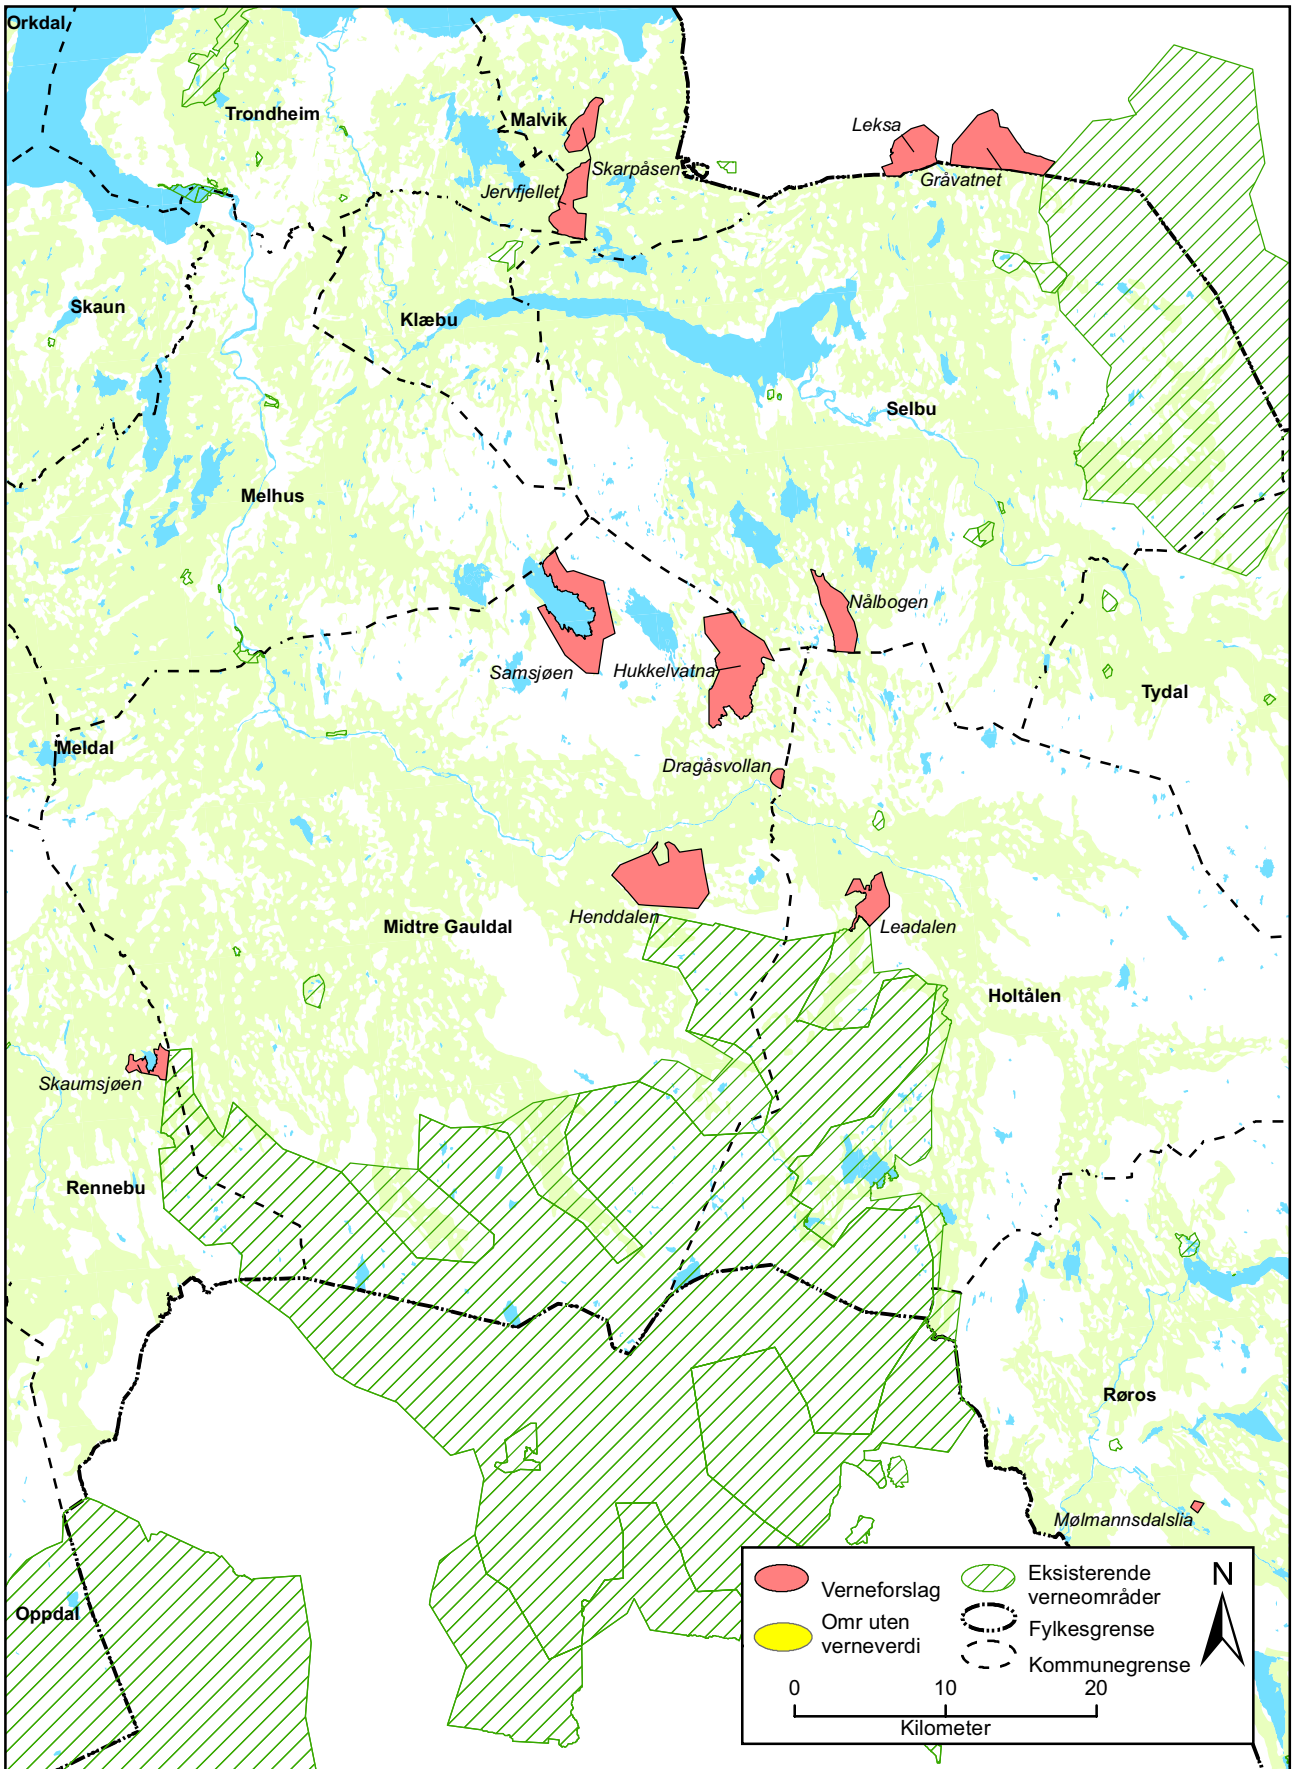 Orkdal
Trondheim
Malvik
Leksa
Skarpåsen
Gråvatnet
Jervfjellet
Skaun
Klæbu
Selbu
Melhus
Nålbogen
Samsjøen
Hukkelvatna
Tydal
Meldal
Dragåsvollan
Henddalen
Midtre Gauldal
Leadalen
Holtålen
Skaumsjøen
Rennebu
Røros
Mølmannsdalslia
Oppdal
Verneforslag
Omr uten
verneverdi
Eksisterende
verneområder
Fylkesgrense
Kommunegrense
N
0 10 20
Kilometer